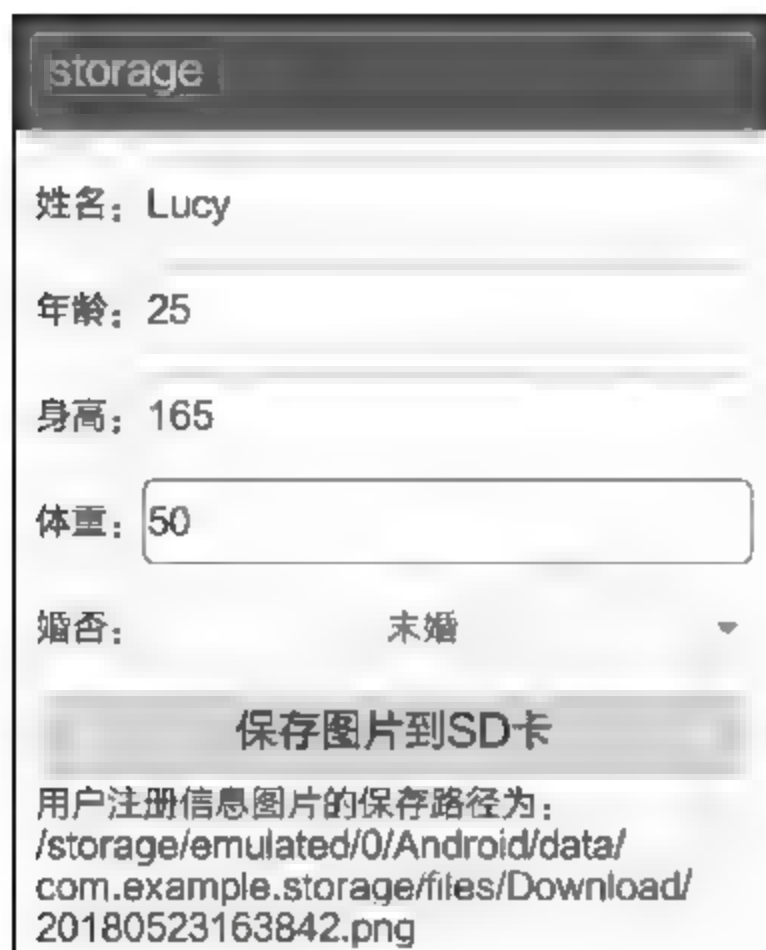 storage
姓名：Lucy
年龄：25
身高：165
体重：50
婚否： 未婚
保存图片到SD卡
用户注册信息图片的保存路径为：
/storage/emulated/0/Android/data/
com.example.storage/files/Download/
20180523163842.png